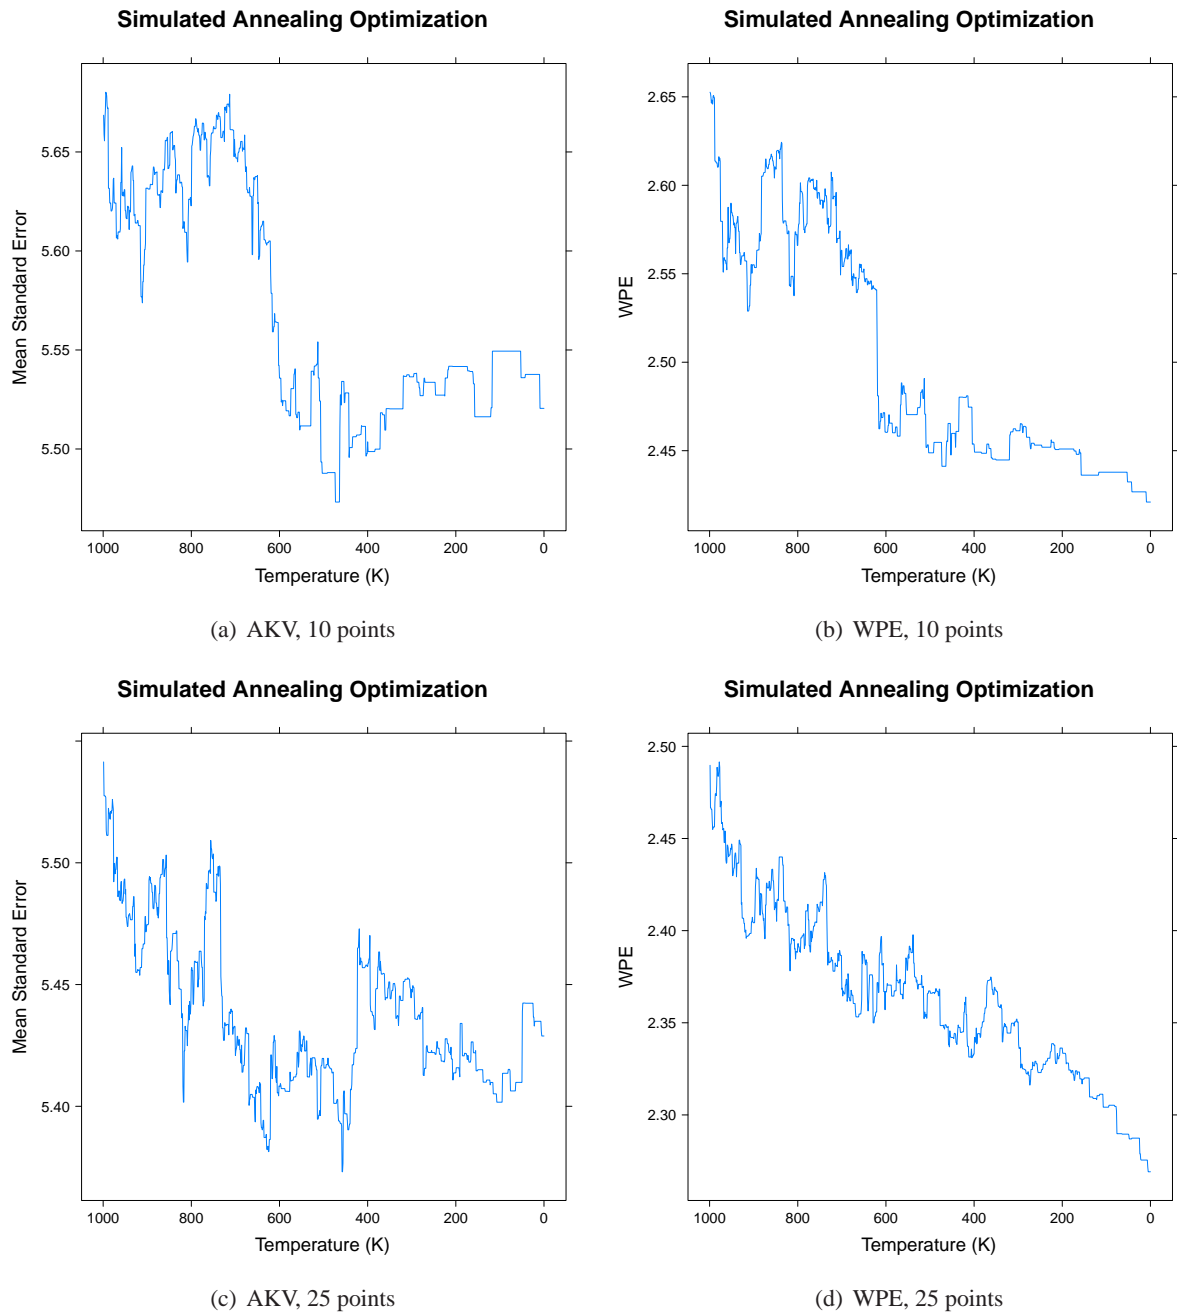 Simulated Annealing Optimization
Mean Standard Error
5.65
5.60
5.55
5.50
1000 800 600 400 200 0
Temperature (K)
(a) AKV, 10 points
Simulated Annealing Optimization
WPE
2.65
2.60
2.55
2.50
2.45
1000 800 600 400 200 0
Temperature (K)
(b) WPE, 10 points
Simulated Annealing Optimization
Mean Standard Error
5.50
5.45
5.40
1000 800 600 400 200 0
Temperature (K)
(c) AKV, 25 points
Simulated Annealing Optimization
WPE
2.50
2.45
2.40
2.35
2.30
1000 800 600 400 200 0
Temperature (K)
(d) WPE, 25 points